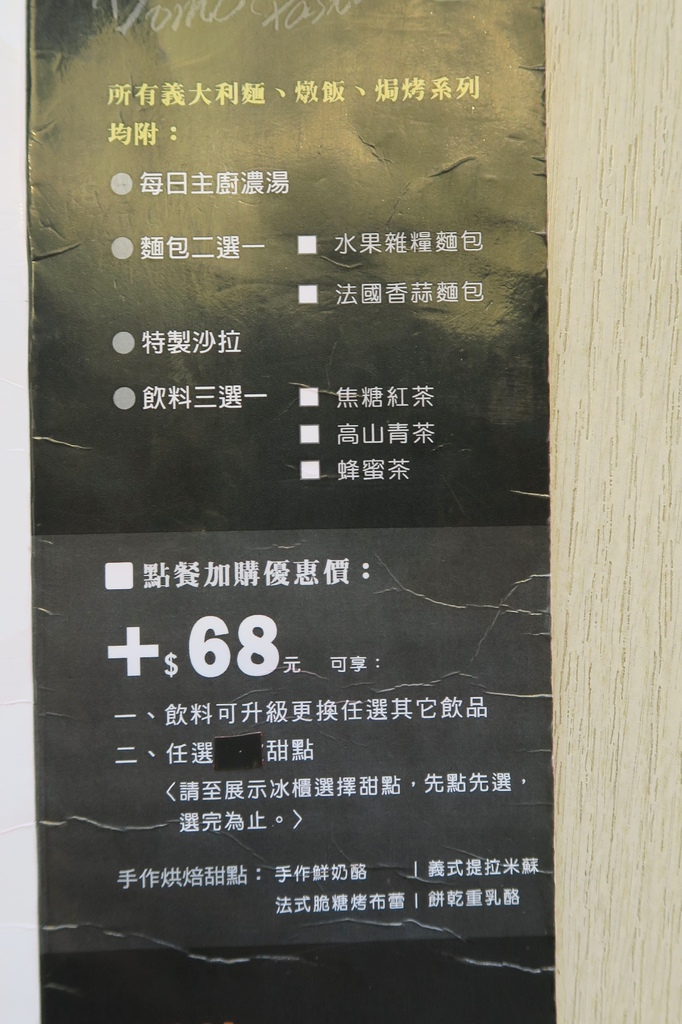 所有義大利麵、燉飯、焗烤系列
均附：
每日主廚濃湯
麵包二選一 水果雜糧麵包
法國香蒜麵包
特製沙拉
飲料三選一 焦糖紅茶
高山青茶
蜂蜜茶
點餐加購優惠價：
+$68元 可享：
一、飲料可升級更換任選其它飲品
二、任選 甜點
〈請至展示冰櫃選擇甜點，先點先選，
選完為止。〉
手作烘焙甜點：手作鮮奶酪 | 義式提拉米蘇
法式脆糖烤布蕾 | 餅乾重乳酪